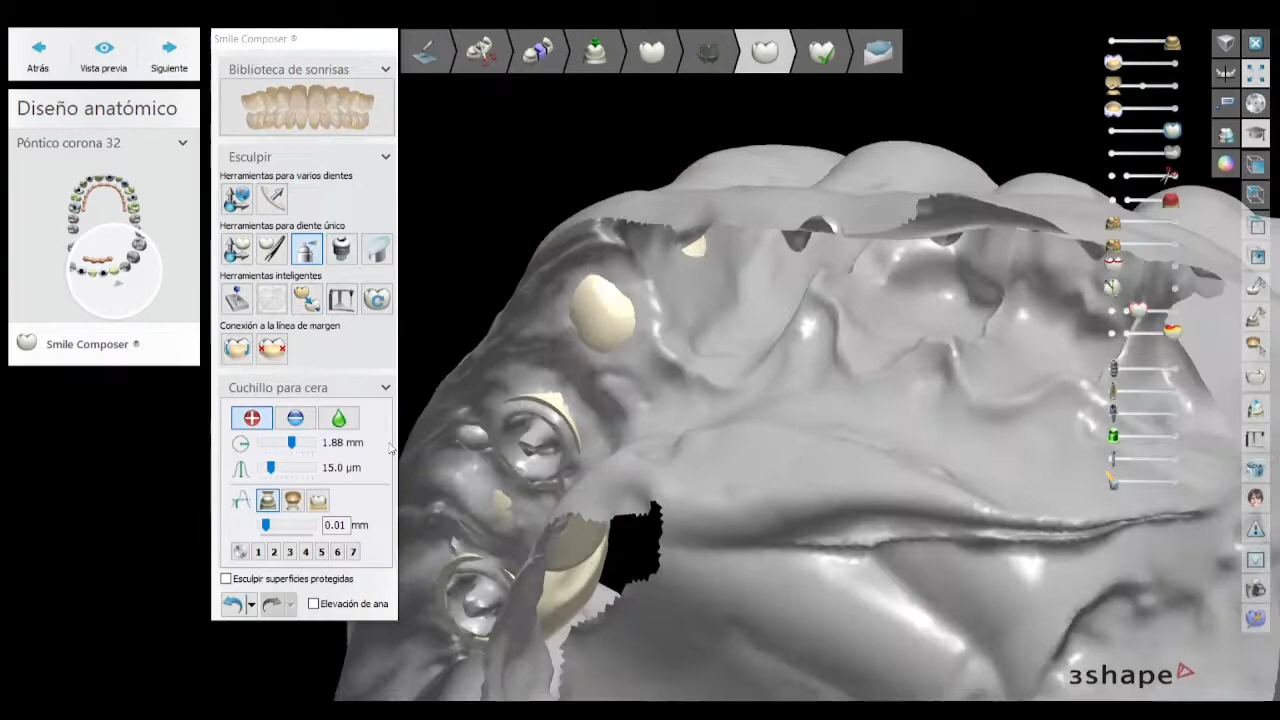 Atrás
Vista previa
Siguiente
Diseño anatómico
Póntico corona 32
Smile Composer ®
Smile Composer ®
Biblioteca de sonrisas
Esculpir
Herramientas para varios dientes
Herramientas para diente único
Herramientas inteligentes
Conexión a la línea de margen
Cuchillo para cera
1.88 mm
15.0 µm
0.01 mm
1 2 3 4 5 6 7
Esculpir superficies protegidas
Elevación de ana
3shape